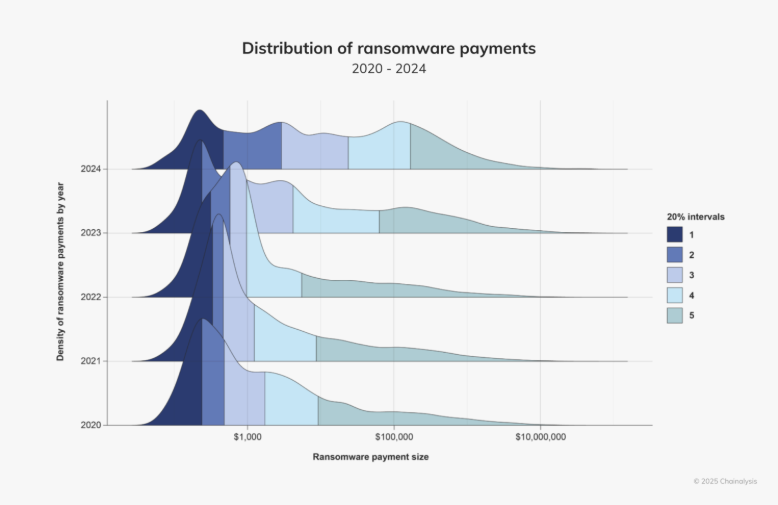 Distribution of ransomware payments
2020 - 2024
Density of ransomware payments by year
2024
2023
2022
2021
2020
$1,000
$100,000
$10,000,000
Ransomware payment size
20% intervals
1
2
3
4
5
© 2025 Chainalysis